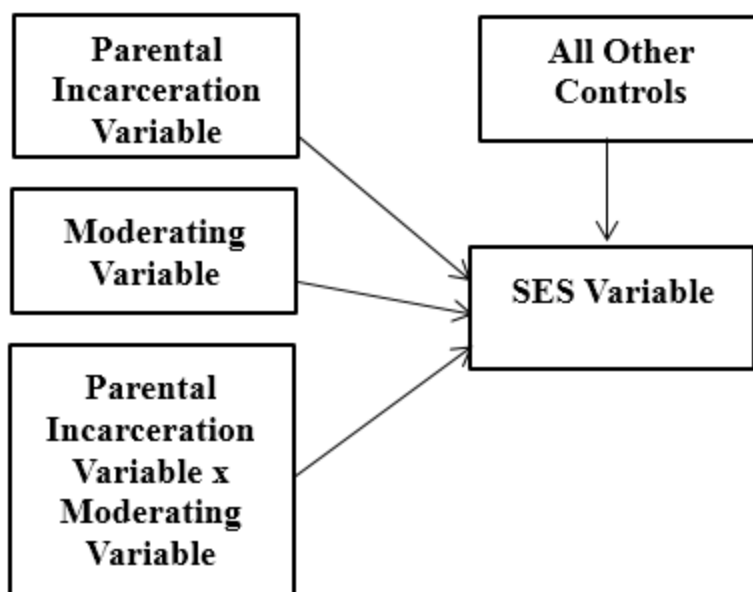 Parental
Incarceration
Variable
All Other
Controls
Moderating
Variable
SES Variable
Parental
Incarceration
Variable x
Moderating
Variable